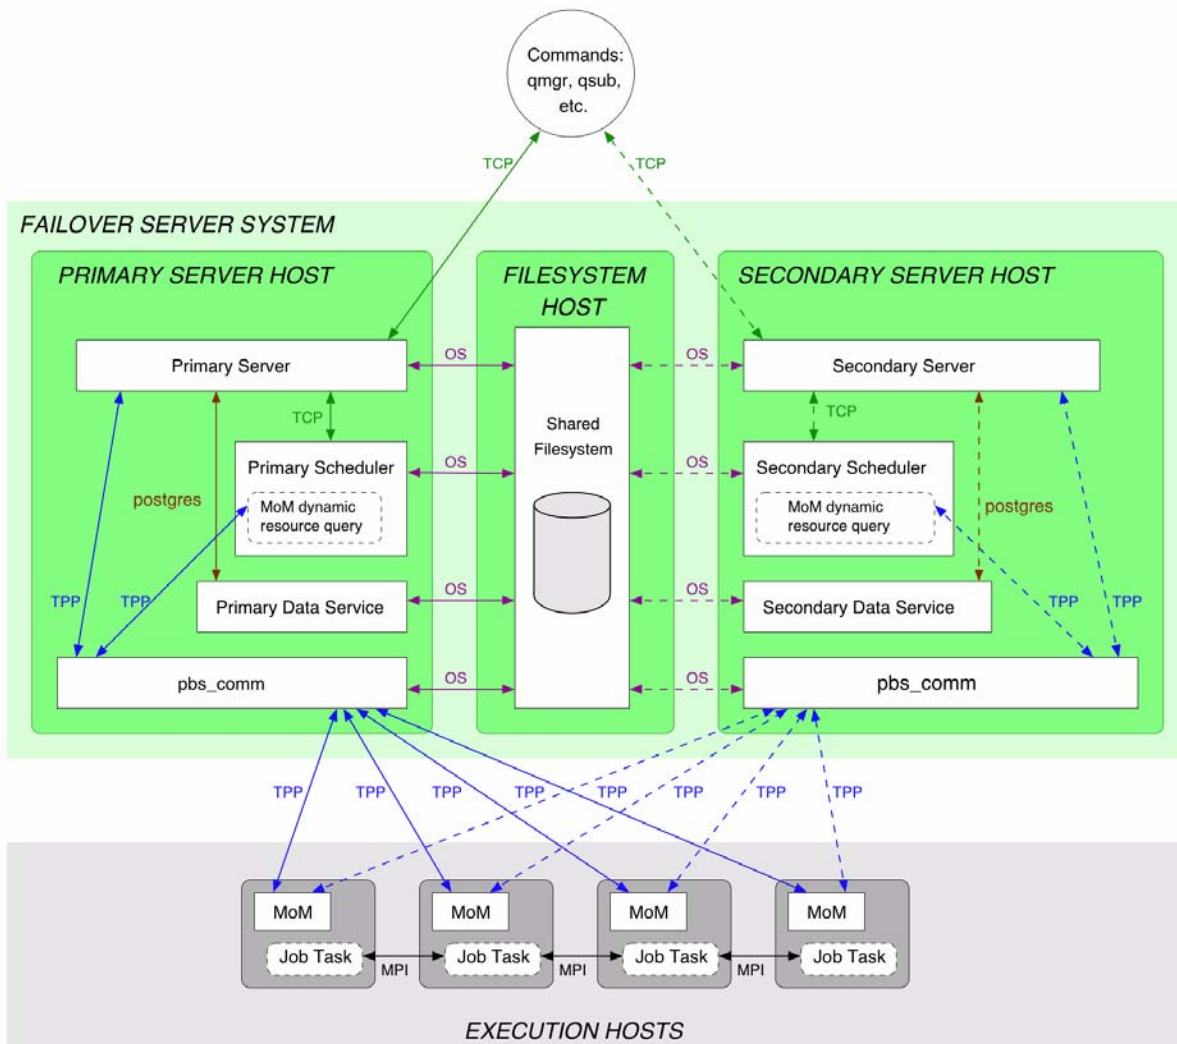 Commands:
qmgr, qsub,
etc.
TCP
TCP
FAILOVER SERVER SYSTEM
PRIMARY SERVER HOST
FILESYSTEM
HOST
SECONDARY SERVER HOST
Primary Server
OS
OS
Secondary Server
TCP
TCP
Shared
Filesystem
Primary Scheduler
OS
OS
Secondary Scheduler
MoM dynamic
resource query
MoM dynamic
resource query
postgres
postgres
TPP
TPP
Primary Data Service
OS
OS
Secondary Data Service
TPP
TPP
pbs_comm
OS
OS
pbs_comm
TPP
TPP
TPP
TPP
TPP
TPP
TPP
TPP
MoM
MoM
MoM
MoM
Job Task
Job Task
Job Task
Job Task
MPI
MPI
MPI
EXECUTION HOSTS